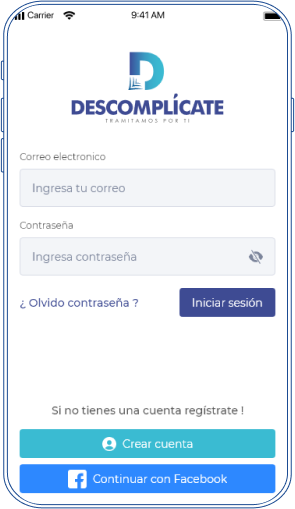 Carrier 9:41 AM
DESCOMPLÍCATE
TRAMITAMOS POR TI
Correo electronico
Ingresa tu correo
Contraseña
Ingresa contraseña
¿ Olvido contraseña ? Iniciar sesión
Si no tienes una cuenta registrate !
Crear cuenta
Continuar con Facebook